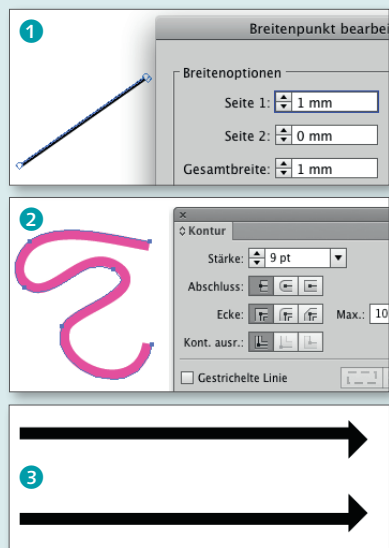 1
Breitenpunkt bearbei
Breitenoptionen
Seite 1: 1 mm
Seite 2: 0 mm
Gesamtbreite: 1 mm
2
Kontur
Stärke: 9 pt
Abschluss:
Ecke: Max.: 10
Kont. ausr.:
Gestrichelte Linie
3